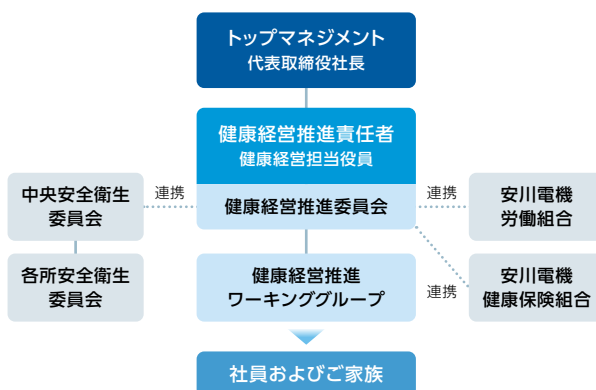 トップマネジメント
代表取締役社長
健康経営推進責任者
健康経営担当役員
中央安全衛生
委員会
連携
健康経営推進委員会
連携
安川電機
労働組合
各所安全衛生
委員会
健康経営推進
ワーキンググループ
連携
安川電機
健康保険組合
社員およびご家族